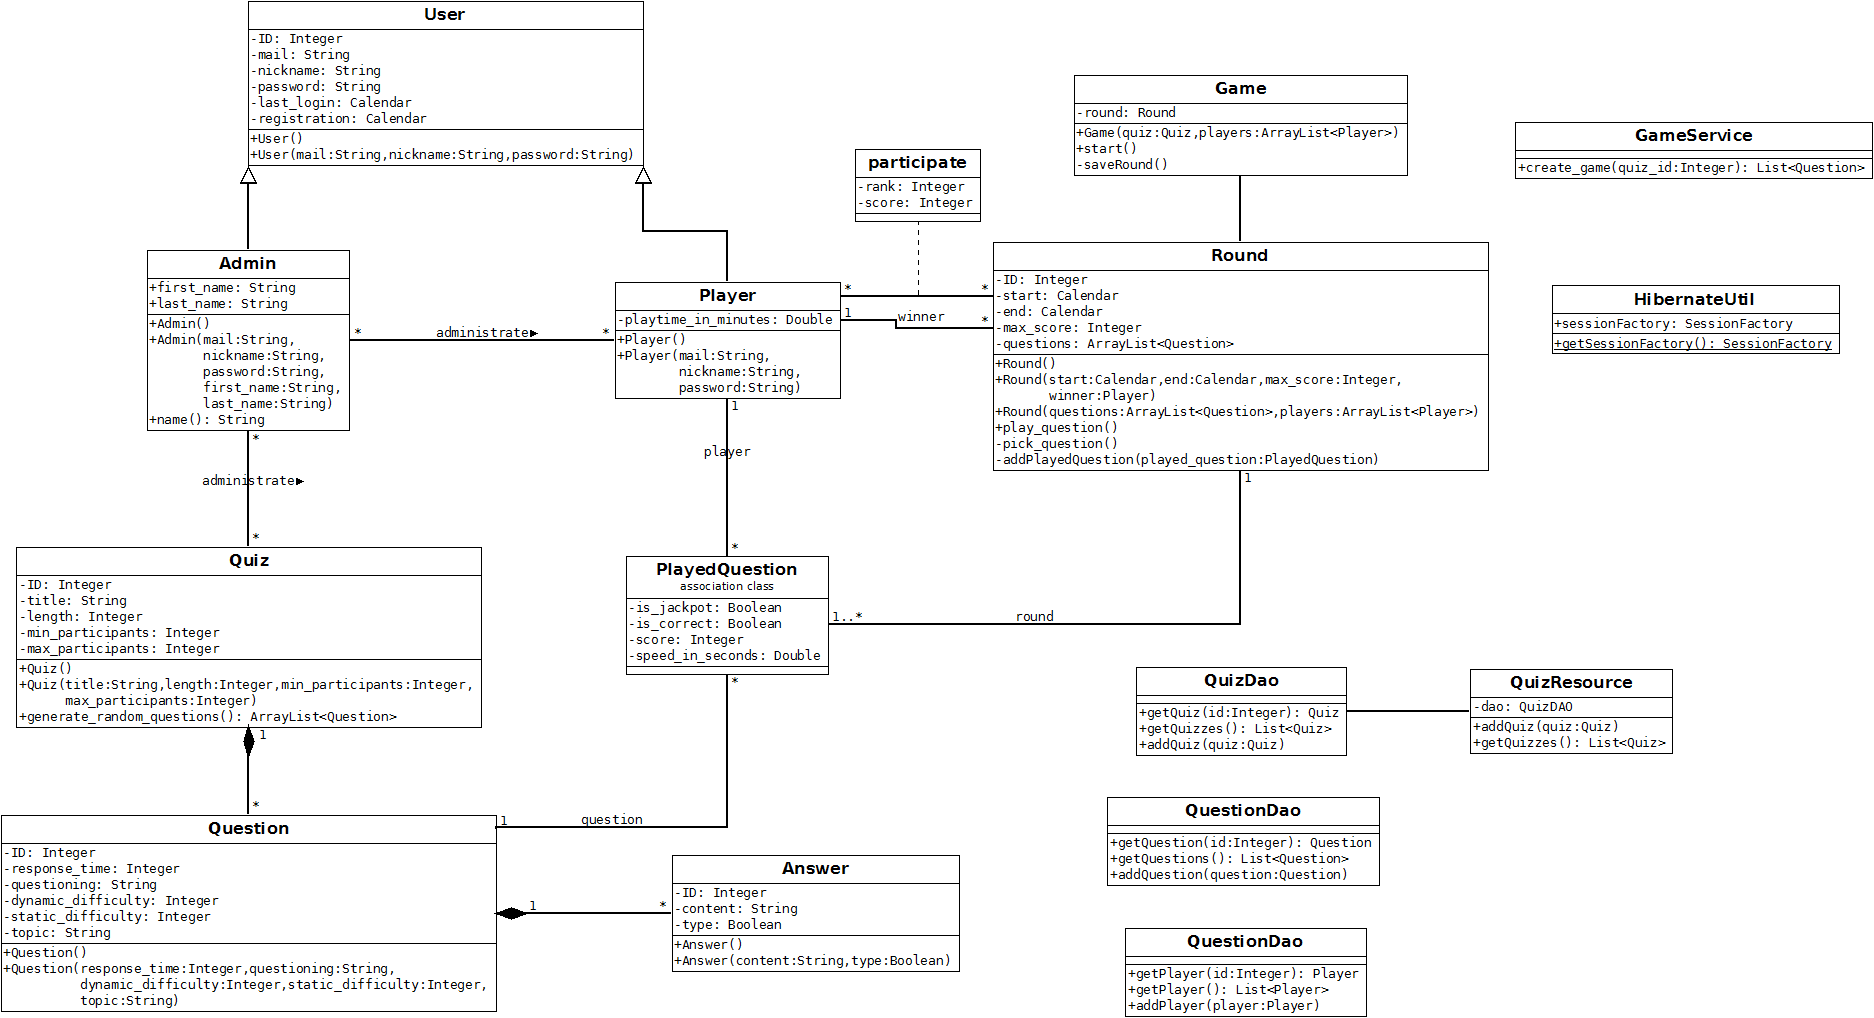 User
-ID: Integer
-mail: String
-nickname: String
-password: String
-last_login: Calendar
-registration: Calendar
+User()
+User(mail:String,nickname:String,password:String)
Game
-round: Round
+Game(quiz:Quiz,players:ArrayList<Player>)
+start()
-saveRound()
GameService
+create_game(quiz_id:Integer): List<Question>
participate
-rank: Integer
-score: Integer
Admin
+first_name: String
+last_name: String
+Admin()
+Admin(mail:String,
nickname:String,
password:String,
first_name:String,
last_name:String)
+name(): String
* administrate▶ *
Player
-playtime_in_minutes: Double
+Player()
+Player(mail:String,
nickname:String,
password:String)
* *
1 winner *
Round
-ID: Integer
-start: Calendar
-end: Calendar
-max_score: Integer
-questions: ArrayList<Question>
+Round()
+Round(start:Calendar,end:Calendar,max_score:Integer,
winner:Player)
+Round(questions:ArrayList<Question>,players:ArrayList<Player>)
+play_question()
-pick_question()
-addPlayedQuestion(played_question:PlayedQuestion)
HibernateUtil
+sessionFactory: SessionFactory
+getSessionFactory(): SessionFactory
*
administrate▶
*
1
player
*
1
Quiz
-ID: Integer
-title: String
-length: Integer
-min_participants: Integer
-max_participants: Integer
+Quiz()
+Quiz(title:String,length:Integer,min_participants:Integer,
max_participants:Integer)
+generate_random_questions(): ArrayList<Question>
PlayedQuestion
association class
-is_jackpot: Boolean
-is_correct: Boolean
-score: Integer
-speed_in_seconds: Double
1..* round
*
1
*
QuizDao
+getQuiz(id:Integer): Quiz
+getQuizzes(): List<Quiz>
+addQuiz(quiz:Quiz)
QuizResource
-dao: QuizDAO
+addQuiz(quiz:Quiz)
+getQuizzes(): List<Quiz>
Question
-ID: Integer
-response_time: Integer
-questioning: String
-dynamic_difficulty: Integer
-static_difficulty: Integer
-topic: String
+Question()
+Question(response_time:Integer,questioning:String,
dynamic_difficulty:Integer,static_difficulty:Integer,
topic:String)
1 question
1 *
Answer
-ID: Integer
-content: String
-type: Boolean
+Answer()
+Answer(content:String,type:Boolean)
QuestionDao
+getQuestion(id:Integer): Question
+getQuestions(): List<Question>
+addQuestion(question:Question)
QuestionDao
+getPlayer(id:Integer): Player
+getPlayer(): List<Player>
+addPlayer(player:Player)